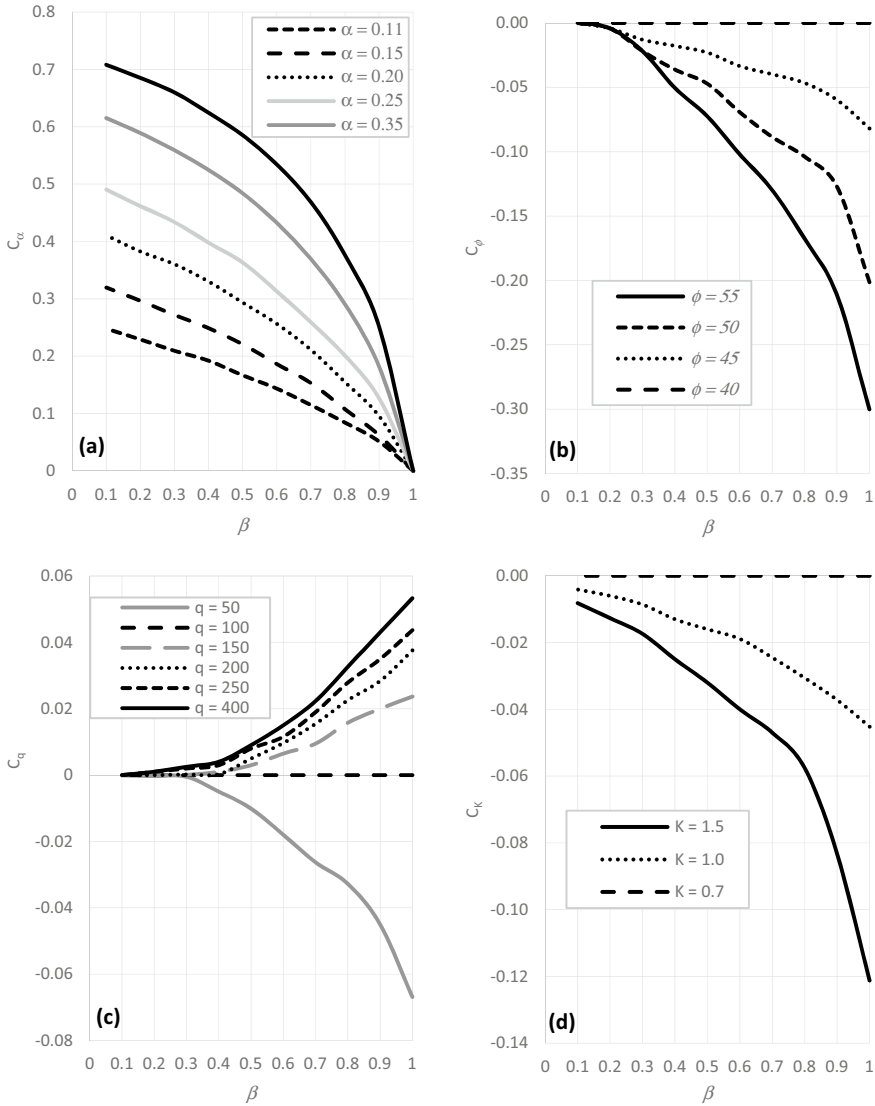 0.8
0.7
0.6
0.5
0.4
0.3
0.2
0.1
0
Cα
α = 0.11
α = 0.15
α = 0.20
α = 0.25
α = 0.35
(a)
0 0.1 0.2 0.3 0.4 0.5 0.6 0.7 0.8 0.9 1
β
0.00
-0.05
-0.10
-0.15
-0.20
-0.25
-0.30
-0.35
Cϕ
ϕ = 55
ϕ = 50
ϕ = 45
ϕ = 40
(b)
0 0.1 0.2 0.3 0.4 0.5 0.6 0.7 0.8 0.9 1
β
0.06
0.04
0.02
0
-0.02
-0.04
-0.06
-0.08
Cq
q = 50
q = 100
q = 150
q = 200
q = 250
q = 400
(c)
0 0.1 0.2 0.3 0.4 0.5 0.6 0.7 0.8 0.9 1
β
0.00
-0.02
-0.04
-0.06
-0.08
-0.10
-0.12
-0.14
CK
K = 1.5
K = 1.0
K = 0.7
(d)
0 0.1 0.2 0.3 0.4 0.5 0.6 0.7 0.8 0.9 1
β